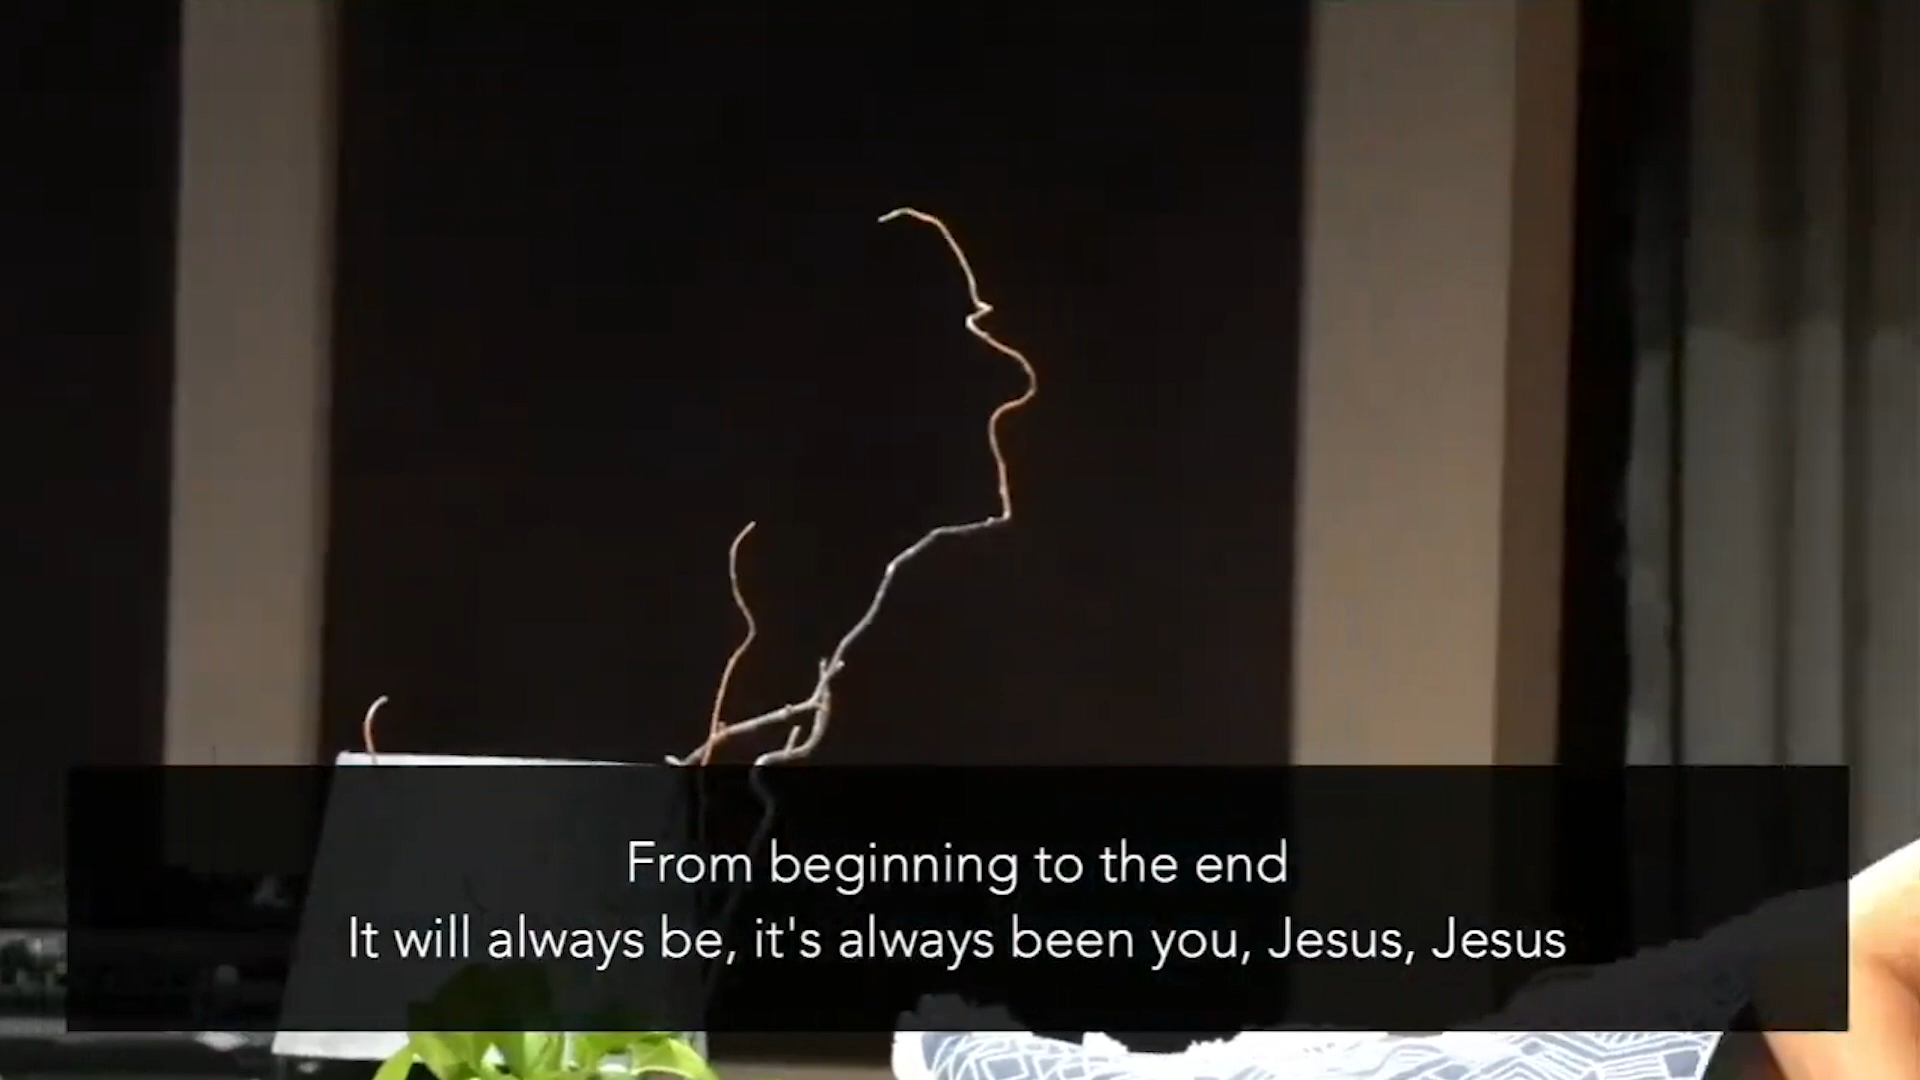 From beginning to the end
It will always be, it's always been you, Jesus, Jesus